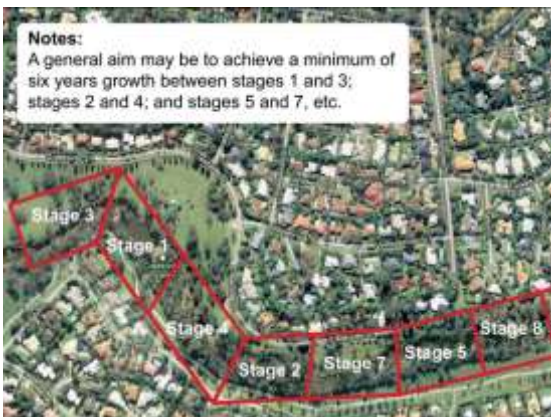 Notes:
A general aim may be to achieve a minimum of
six years growth between stages 1 and 3;
stages 2 and 4; and stages 5 and 7, etc.
Stage 3
Stage 1
Stage 4
Stage 2
Stage 7
Stage 5
Stage 8